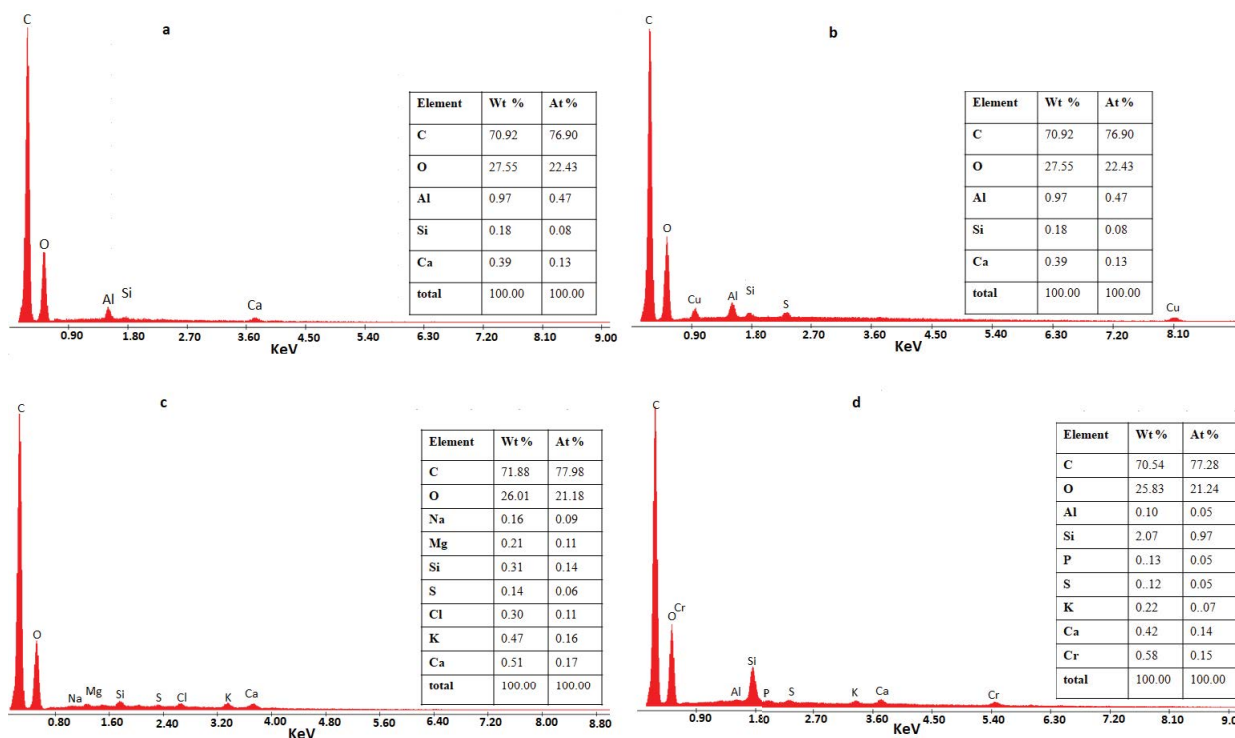 a
C
O
Al
Si
Ca
Element Wt % At %
C 70.92 76.90
O 27.55 22.43
Al 0.97 0.47
Si 0.18 0.08
Ca 0.39 0.13
total 100.00 100.00
0.90 1.80 2.70 3.60 4.50 5.40 6.30 7.20 8.10 9.00
KeV
b
C
O
Cu
Al
Si
S
Cu
Element Wt % At %
C 70.92 76.90
O 27.55 22.43
Al 0.97 0.47
Si 0.18 0.08
Ca 0.39 0.13
total 100.00 100.00
0.90 1.80 2.70 3.60 4.50 5.40 6.30 7.20 8.10
KeV
c
C
O
Na
Mg
Si
S
Cl
K
Ca
Element Wt% At%
C 71.88 77.98
O 26.01 21.18
Na 0.16 0.09
Mg 0.21 0.11
Si 0.31 0.14
S 0.14 0.06
Cl 0.30 0.11
K 0.47 0.16
Ca 0.51 0.17
total 100.00 100.00
0.80 1.60 2.40 3.20 4.00 4.80 5.60 6.40 7.20 8.00 8.80
KeV
d
C
O
Cr
Al
Si
P
S
K
Ca
Cr
Element Wt% At%
C 70.54 77.28
O 25.83 21.24
Al 0.10 0.05
Si 2.07 0.97
P 0.13 0.05
S 0.12 0.05
K 0.22 0.07
Ca 0.42 0.14
Cr 0.58 0.15
total 100.00 100.00
0.90 1.80 2.70 3.60 4.50 5.40 6.30 7.20 8.10 9.0
KeV